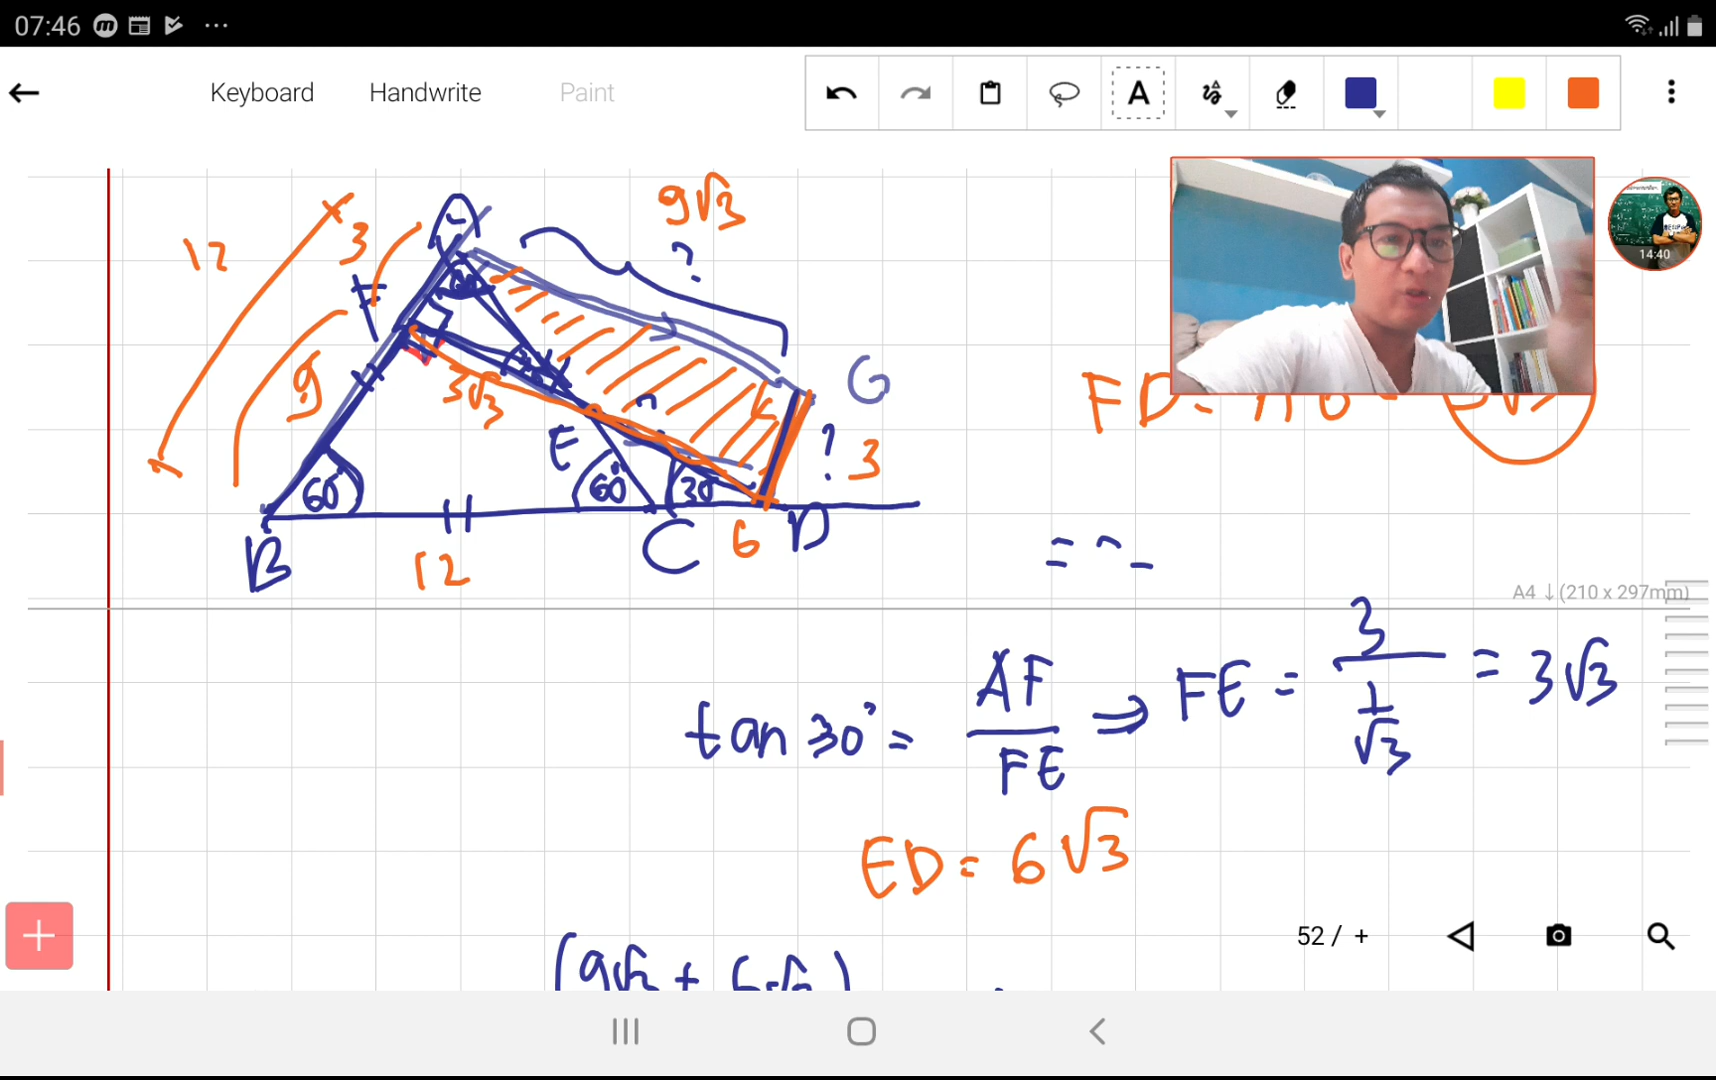 07:46
Keyboard Handwrite Paint
A
14:40
9√3
?
12
3
A
F
G
9
3√3
E
? 3
60°
60°
30
B
12
C
6
D
FD =
A4 ↓(210 x 297mm)
tan 30° = AF / FE ⇒ FE = 3 / 1/√3 = 3√3
ED = 6√3
52 / +